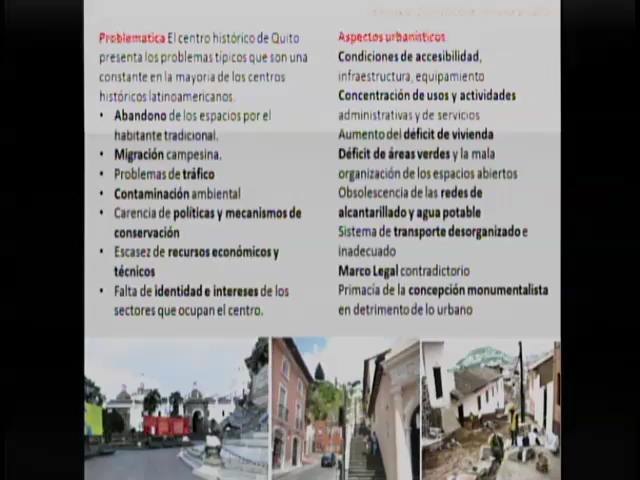 Problematica El centro histórico de Quito
presenta los problemas típicos que son una
constante en la mayoria de los centros
históricos latinoamericanos.
• Abandono de los espacios por el
habitante tradicional.
• Migración campesina.
• Problemas de tráfico
• Contaminación ambiental
• Carencia de políticas y mecanismos de
conservación
• Escasez de recursos económicos y
técnicos
• Falta de identidad e intereses de los
sectores que ocupan el centro.
Aspectos urbanísticos
Condiciones de accesibilidad,
infraestructura, equipamiento
Concentración de usos y actividades
administrativas y de servicios
Aumento del déficit de vivienda
Déficit de áreas verdes y la mala
organización de los espacios abiertos
Obsolescencia de las redes de
alcantarillado y agua potable
Sistema de transporte desorganizado e
inadecuado
Marco Legal contradictorio
Primacía de la concepción monumentalista
en detrimento de lo urbano